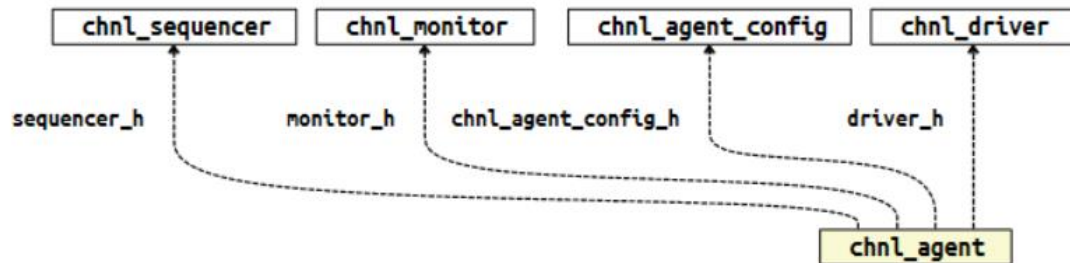 chnl_sequencer chnl_monitor chnl_agent_config chnl_driver
sequencer_h monitor_h chnl_agent_config_h driver_h
chnl_agent